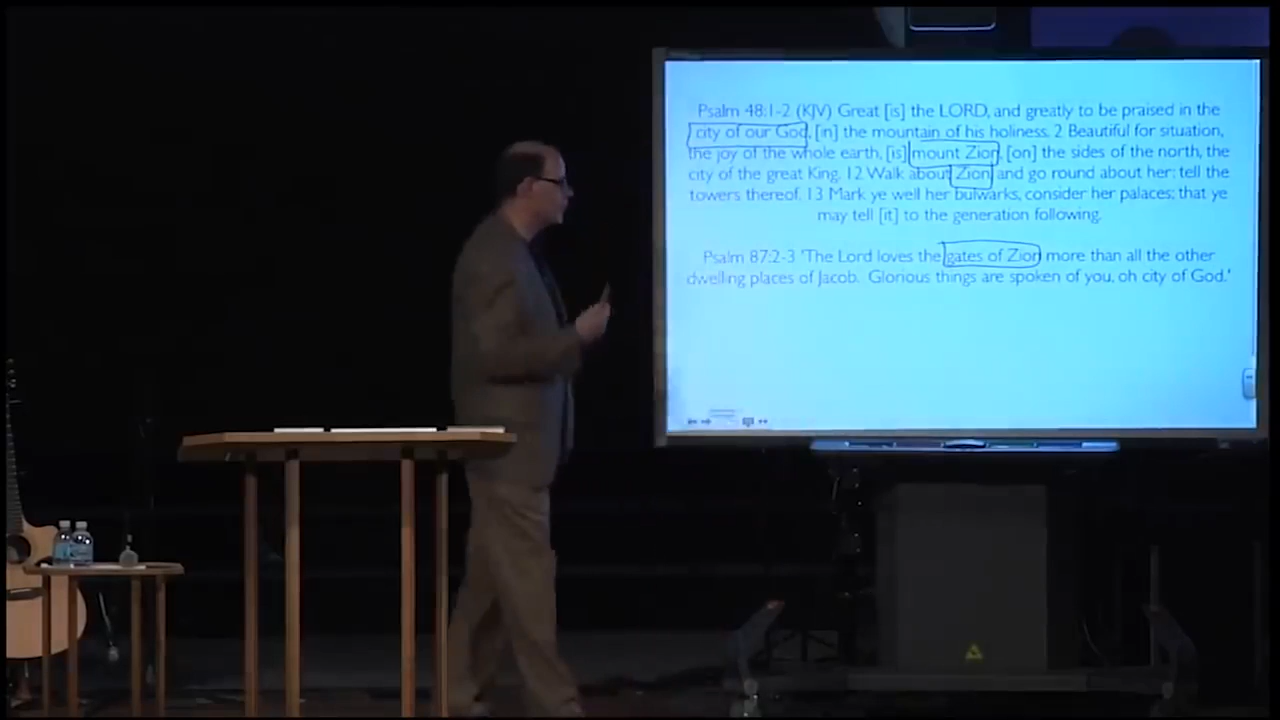 Psalm 48:1-2 (KJV) Great [is] the LORD, and greatly to be praised in the
city of our God, [in] the mountain of his holiness. 2 Beautiful for situation,
the joy of the whole earth, [is] mount Zion, [on] the sides of the north, the
city of the great King. 12 Walk about Zion, and go round about her: tell the
towers thereof. 13 Mark ye well her bulwarks, consider her palaces; that ye
may tell [it] to the generation following.
Psalm 87:2-3 'The Lord loves the gates of Zion more than all the other
dwelling places of Jacob. Glorious things are spoken of you, oh city of God.'